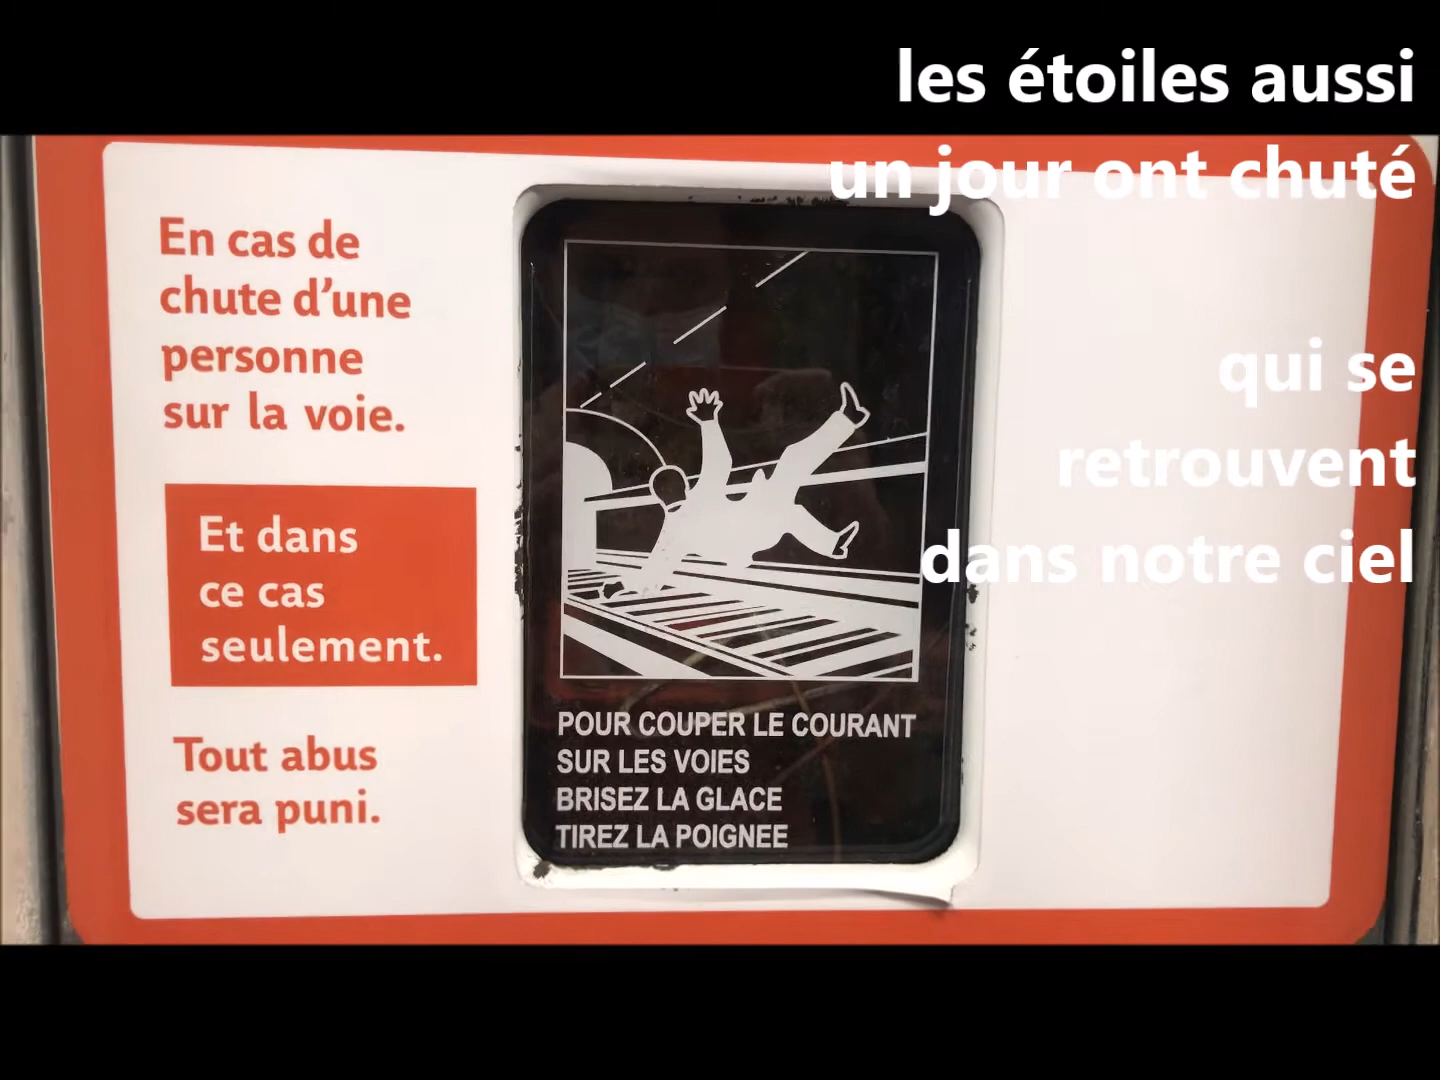 les étoiles aussi
un jour ont chuté
qui se
retrouvent
dans notre ciel
En cas de
chute d'une
personne
sur la voie.
Et dans
ce cas
seulement.
Tout abus
sera puni.
POUR COUPER LE COURANT
SUR LES VOIES
BRISEZ LA GLACE
TIREZ LA POIGNEE